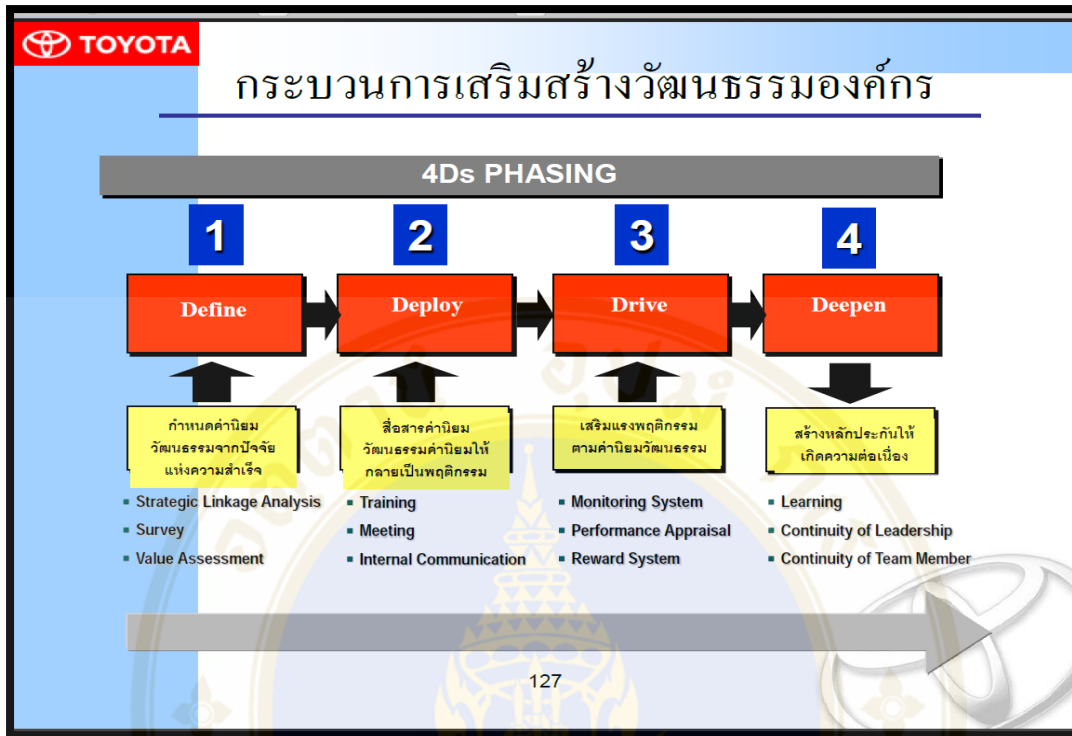 TOYOTA
กระบวนการเสริมสร้างวัฒนธรรมองค์กร
4Ds PHASING
1
2
3
4
Define
Deploy
Drive
Deepen
กำหนดค่านิยม
วัฒนธรรมจากปัจจัย
แห่งความสำเร็จ
สื่อสารค่านิยม
วัฒนธรรมค่านิยมให้
กลายเป็นพฤติกรรม
เสริมแรงพฤติกรรม
ตามค่านิยมวัฒนธรรม
สร้างหลักประกันให้
เกิดความต่อเนื่อง
Strategic Linkage Analysis
Survey
Value Assessment
Training
Meeting
Internal Communication
Monitoring System
Performance Appraisal
Reward System
Learning
Continuity of Leadership
Continuity of Team Member
127